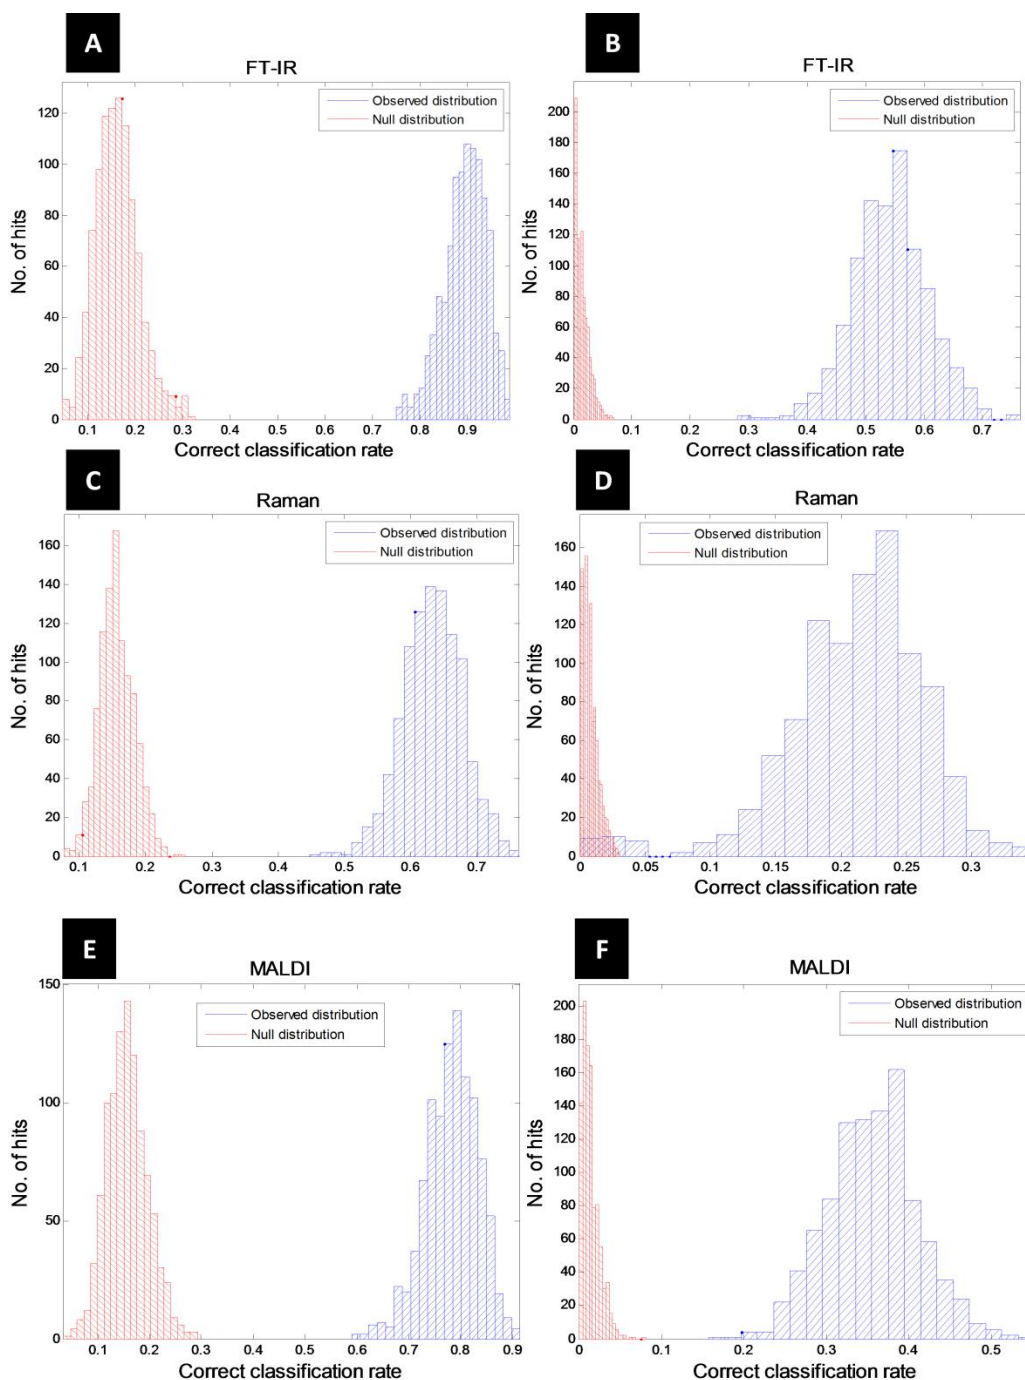 A
FT-IR
Observed distribution
Null distribution
No. of hits
120
100
80
60
40
20
0
0.1 0.2 0.3 0.4 0.5 0.6 0.7 0.8 0.9
Correct classification rate
B
FT-IR
Observed distribution
Null distribution
No. of hits
200
180
160
140
120
100
80
60
40
20
0
0 0.1 0.2 0.3 0.4 0.5 0.6 0.7
Correct classification rate
C
Raman
Observed distribution
Null distribution
No. of hits
160
140
120
100
80
60
40
20
0
0.1 0.2 0.3 0.4 0.5 0.6 0.7
Correct classification rate
D
Raman
Observed distribution
Null distribution
No. of hits
160
140
120
100
80
60
40
20
0
0 0.05 0.1 0.15 0.2 0.25 0.3
Correct classification rate
E
MALDI
Observed distribution
Null distribution
No. of hits
150
100
50
0
0.1 0.2 0.3 0.4 0.5 0.6 0.7 0.8 0.9
Correct classification rate
F
MALDI
Observed distribution
Null distribution
No. of hits
200
180
160
140
120
100
80
60
40
20
0
0 0.1 0.2 0.3 0.4 0.5
Correct classification rate